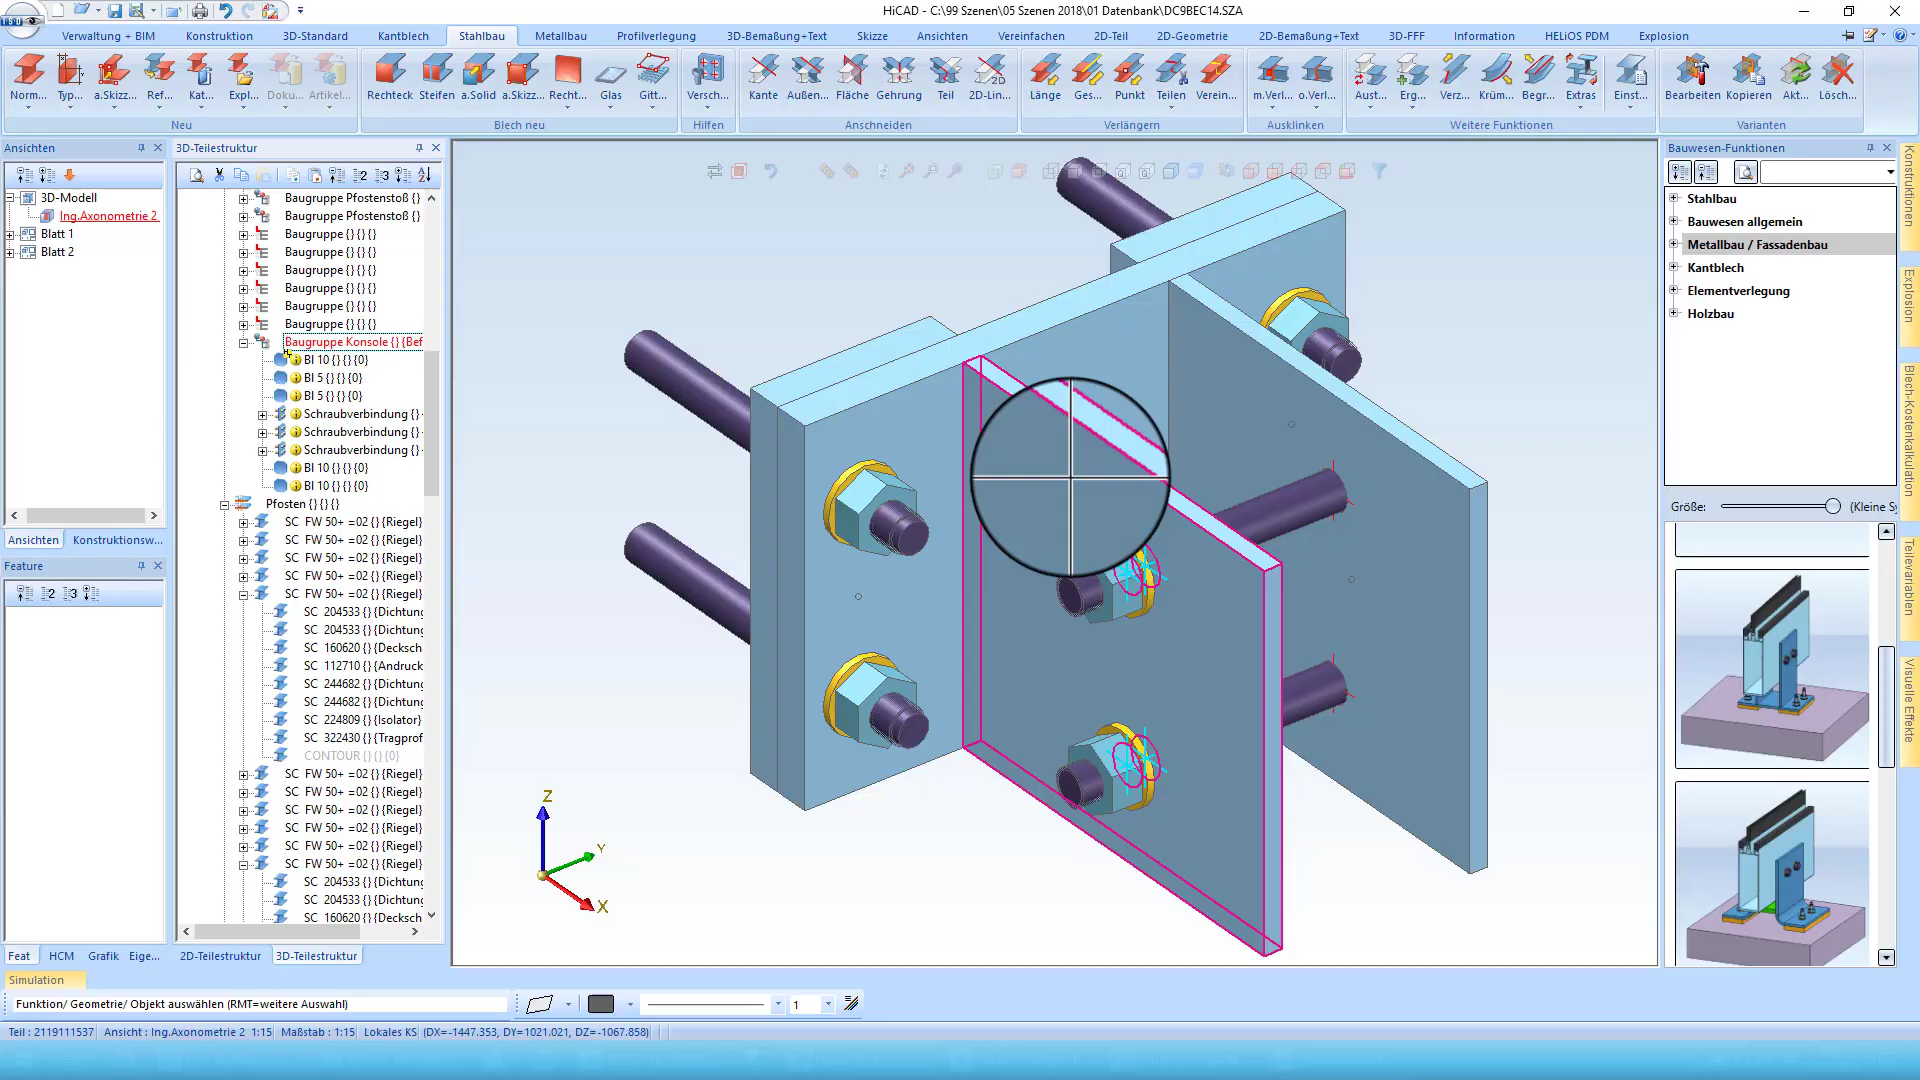 HiCAD - C:\99 Szenen\05 Szenen 2018\01 Datenbank\DC9BEC14.SZA
ISD
Verwaltung + BIM Konstruktion 3D-Standard Kantblech Stahlbau Metallbau Profilverlegung 3D-Bemaßung+Text Skizze Ansichten Vereinfachen 2D-Teil 2D-Geometrie 2D-Bemaßung+Text 3D-FFF Information HELiOS PDM Explosion
Norm... Typ... a.Skizz... Ref... Kat... Expl... Doku... Artikel... Rechteck Steifen a.Solid a.Skizz... Recht... Glas Gitt... Versch... Kante Außen... Fläche Gehrung Teil 2D-Lin... Länge Ges... Punkt Teilen Verein... m.Verl... o.Verl... Aust... Erg... Verz... Krüm... Begr... Extras Einst... Bearbeiten Kopieren Akt... Lösch...
Neu Blech neu Hilfen Anschneiden Verlängern Ausklinken Weitere Funktionen Varianten
Ansichten
3D-Modell
Ing.Axonometrie 2
Blatt 1
Blatt 2
Ansichten Konstruktionsw...
Feature
Feat HCM Grafik Eige...
3D-Teilestruktur
Baugruppe Pfostenstoß {}
Baugruppe Pfostenstoß {}
Baugruppe {} {} {}
Baugruppe {} {} {}
Baugruppe {} {} {}
Baugruppe {} {} {}
Baugruppe {} {} {}
Baugruppe {} {} {}
Baugruppe Konsole {} {Bef
Bl 10 {} {} {0}
Bl 5 {} {} {0}
Bl 5 {} {} {0}
Schraubverbindung {}
Schraubverbindung {}
Schraubverbindung {}
Bl 10 {} {} {0}
Bl 10 {} {} {0}
Pfosten {} {} {}
SC FW 50+ =02 {} {Riegel}
SC FW 50+ =02 {} {Riegel}
SC FW 50+ =02 {} {Riegel}
SC FW 50+ =02 {} {Riegel}
SC FW 50+ =02 {} {Riegel}
SC 204533 {} {Dichtung
SC 204533 {} {Dichtung
SC 160620 {} {Decksch
SC 112710 {} {Andruck
SC 244682 {} {Dichtung
SC 244682 {} {Dichtung
SC 224809 {} {Isolator}
SC 322430 {} {Tragprof
CONTOUR {} {} {0}
SC FW 50+ =02 {} {Riegel}
SC FW 50+ =02 {} {Riegel}
SC FW 50+ =02 {} {Riegel}
SC FW 50+ =02 {} {Riegel}
SC FW 50+ =02 {} {Riegel}
SC FW 50+ =02 {} {Riegel}
SC 204533 {} {Dichtung
SC 204533 {} {Dichtung
SC 160620 {} {Decksch
2D-Teilestruktur 3D-Teilestruktur
Z
Y
X
Bauwesen-Funktionen
Stahlbau
Bauwesen allgemein
Metallbau / Fassadenbau
Kantblech
Elementverlegung
Holzbau
Größe: (Kleine Sy
Konstruktionen
Explosion
Blech-Kostenkalkulation
Teilevariablen
Visuelle Effekte
Simulation
Funktion/ Geometrie/ Objekt auswählen (RMT=weitere Auswahl)
1
Teil : 2119111537 Ansicht : Ing.Axonometrie 2 1:15 Maßstab : 1:15 Lokales KS (DX=-1447.353, DY=1021.021, DZ=-1067.858)